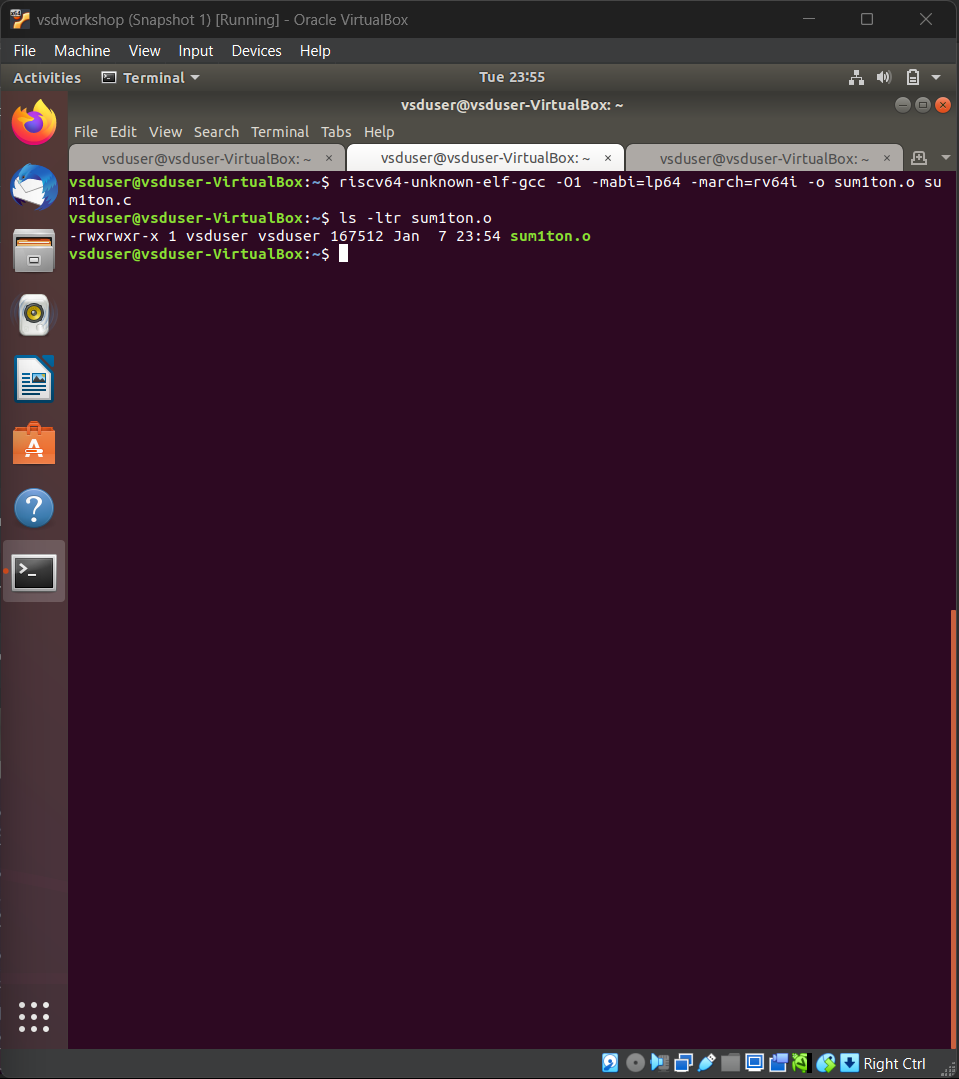 vsdworkshop (Snapshot 1) [Running] - Oracle VirtualBox
File Machine View Input Devices Help
Activities Terminal Tue 23:55
vsduser@vsduser-VirtualBox: ~
File Edit View Search Terminal Tabs Help
vsduser@vsduser-VirtualBox: ~ × vsduser@vsduser-VirtualBox: ~ × vsduser@vsduser-VirtualBox: ~ ×
vsduser@vsduser-VirtualBox:~$ riscv64-unknown-elf-gcc -O1 -mabi=lp64 -march=rv64i -o sum1ton.o su
m1ton.c
vsduser@vsduser-VirtualBox:~$ ls -ltr sum1ton.o
-rwxrwxr-x 1 vsduser vsduser 167512 Jan  7 23:54 sum1ton.o
vsduser@vsduser-VirtualBox:~$
Right Ctrl